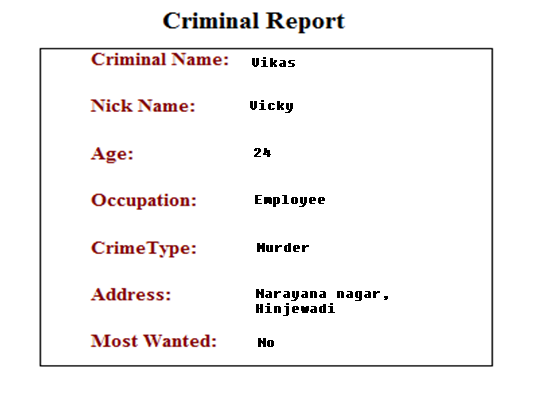 Criminal Report
Criminal Name: Vikas
Nick Name: Vicky
Age: 24
Occupation: Employee
CrimeType: Murder
Address: Narayana nagar,
Hinjewadi
Most Wanted: No